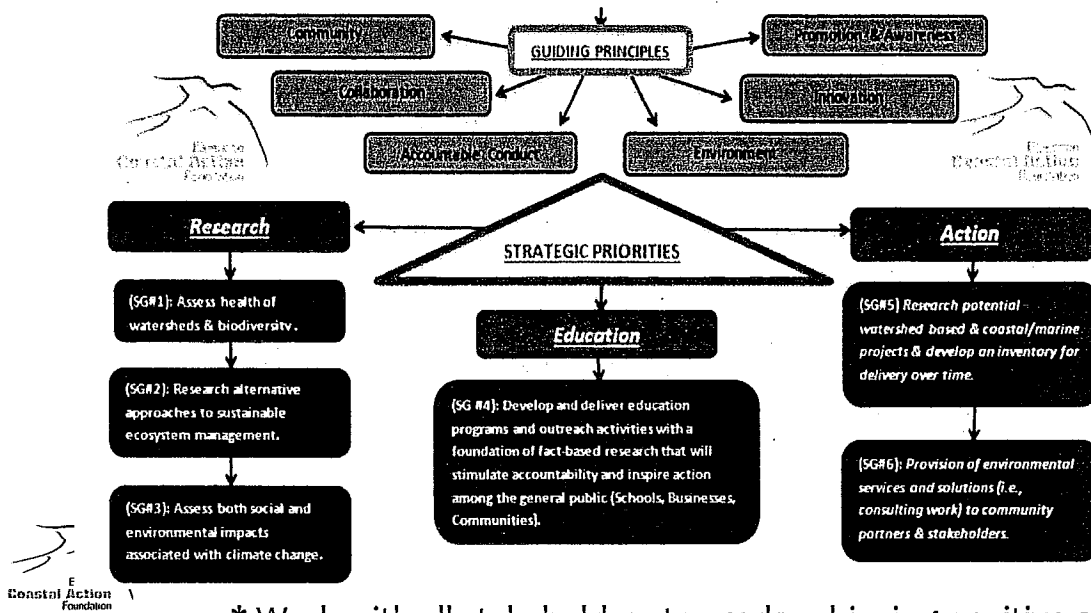 GUIDING PRINCIPLES
Community
Promotions & Awareness
Collaboration
Innovation
Accountable Conduct
Environment
Coastal Action
Foundation
Coastal Action
Foundation
Research
STRATEGIC PRIORITIES
Action
(SG#1): Assess health of
watersheds & biodiversity.
(SG#2): Research alternative
approaches to sustainable
ecosystem management.
(SG#3): Assess both social and
environmental impacts
associated with climate change.
Education
(SG #4): Develop and deliver education
programs and outreach activities with a
foundation of fact-based research that will
stimulate accountability and inspire action
among the general public (Schools, Businesses,
Communities).
(SG#5) Research potential
watershed based & coastal/marine
projects & develop an inventory for
delivery over time.
(SG#6): Provision of environmental
services and solutions (i.e.,
consulting work) to community
partners & stakeholders.
E
Coastal Action
Foundation